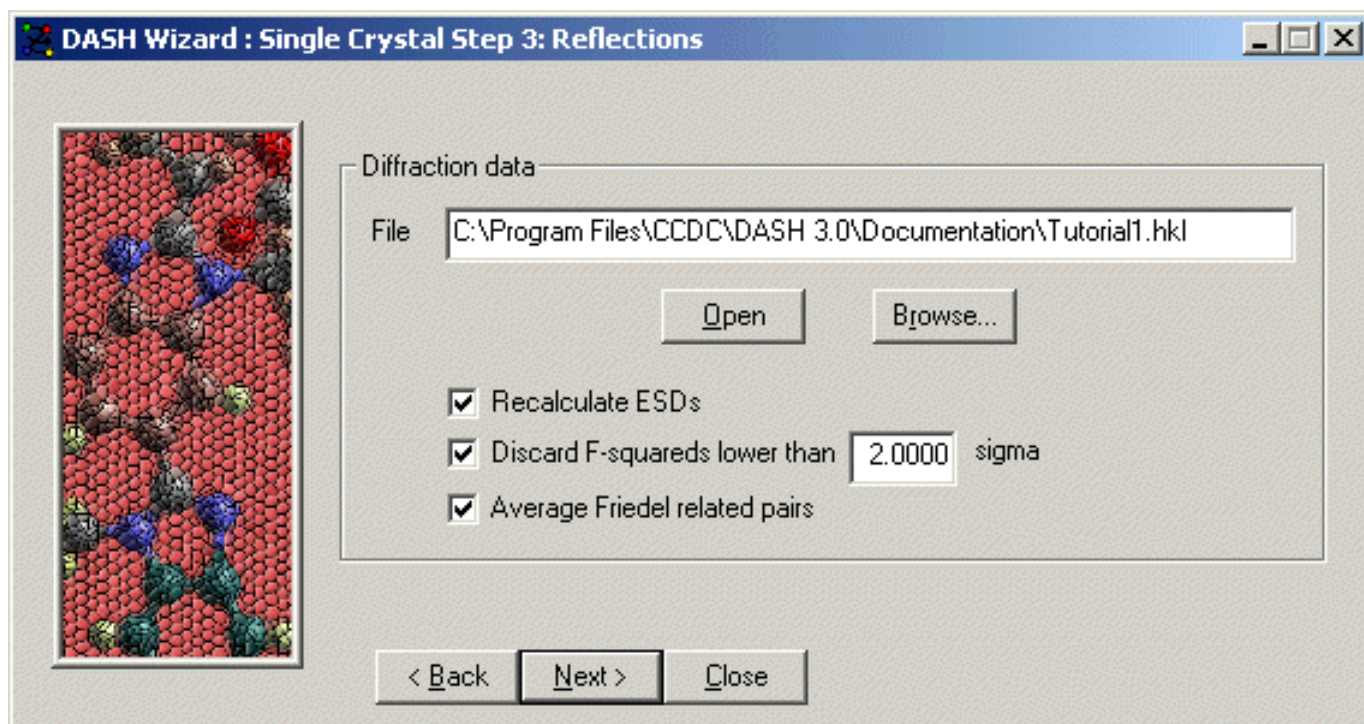 DASH Wizard : Single Crystal Step 3: Reflections
Diffraction data
File C:\Program Files\CCDC\DASH 3.0\Documentation\Tutorial1.hkl
Open Browse...
Recalculate ESDs
Discard F-squareds lower than 2.0000 sigma
Average Friedel related pairs
< Back Next > Close